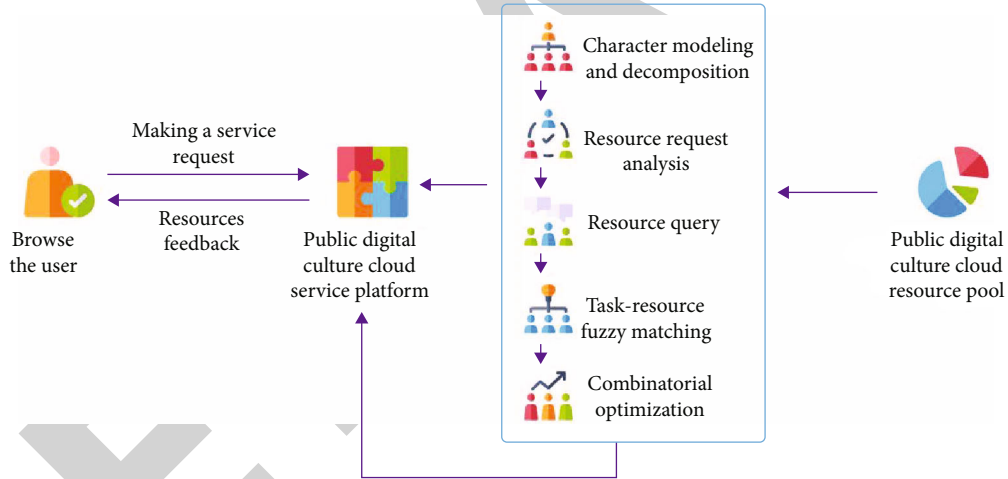 Making a service
request
Resources
feedback
Browse
the user
Public digital
culture cloud
service platform
Character modeling
and decomposition
Resource request
analysis
Resource query
Task-resource
fuzzy matching
Combinatorial
optimization
Public digital
culture cloud
resource pool